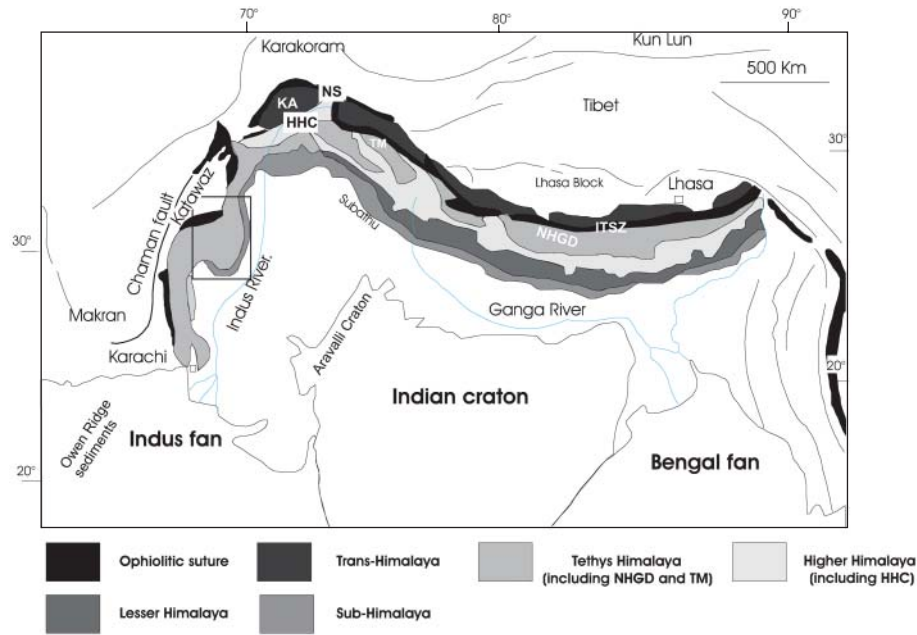 70°
80°
90°
Karakoram
Kun Lun
500 Km
NS
KA
HHC
Tibet
TM
30°
Lhasa Block
Lhasa
Katawaz
Chaman fault
Subathu
ITSZ
NHGD
30°
Indus River.
Makran
Ganga River
Aravalli Craton
Karachi
20°
Indian craton
Owen Ridge
sediments
Indus fan
Bengal fan
20°
Ophiolitic suture
Trans-Himalaya
Tethys Himalaya
(including NHGD and TM)
Higher Himalaya
(including HHC)
Lesser Himalaya
Sub-Himalaya